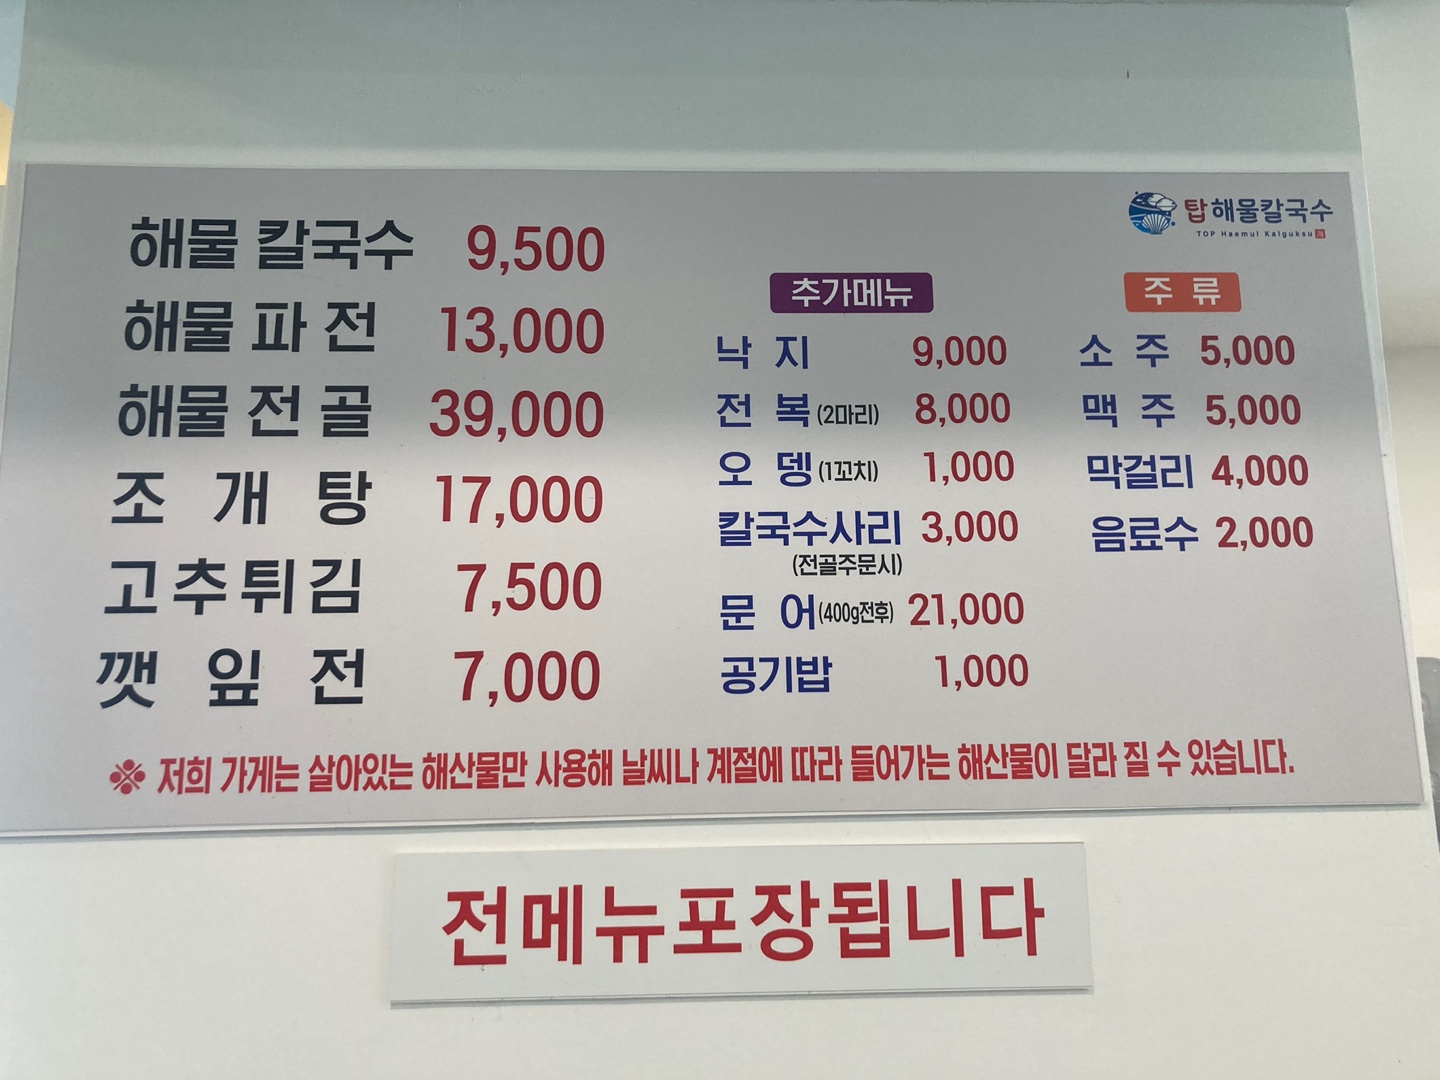 해물 칼국수 9,500
해물 파전 13,000
해물 전골 39,000
조개탕 17,000
고추튀김 7,500
깻잎전 7,000
추가메뉴
낙지 9,000
전복 (2마리) 8,000
오뎅 (1꼬치) 1,000
칼국수사리 3,000
(전골주문시)
문어 (400g전후) 21,000
공기밥 1,000
탑해물칼국수
TOP Haemul Kalguksu
주류
소주 5,000
맥주 5,000
막걸리 4,000
음료수 2,000
※ 저희 가게는 살아있는 해산물만 사용해 날씨나 계절에 따라 들어가는 해산물이 달라 질 수 있습니다.
전메뉴포장됩니다